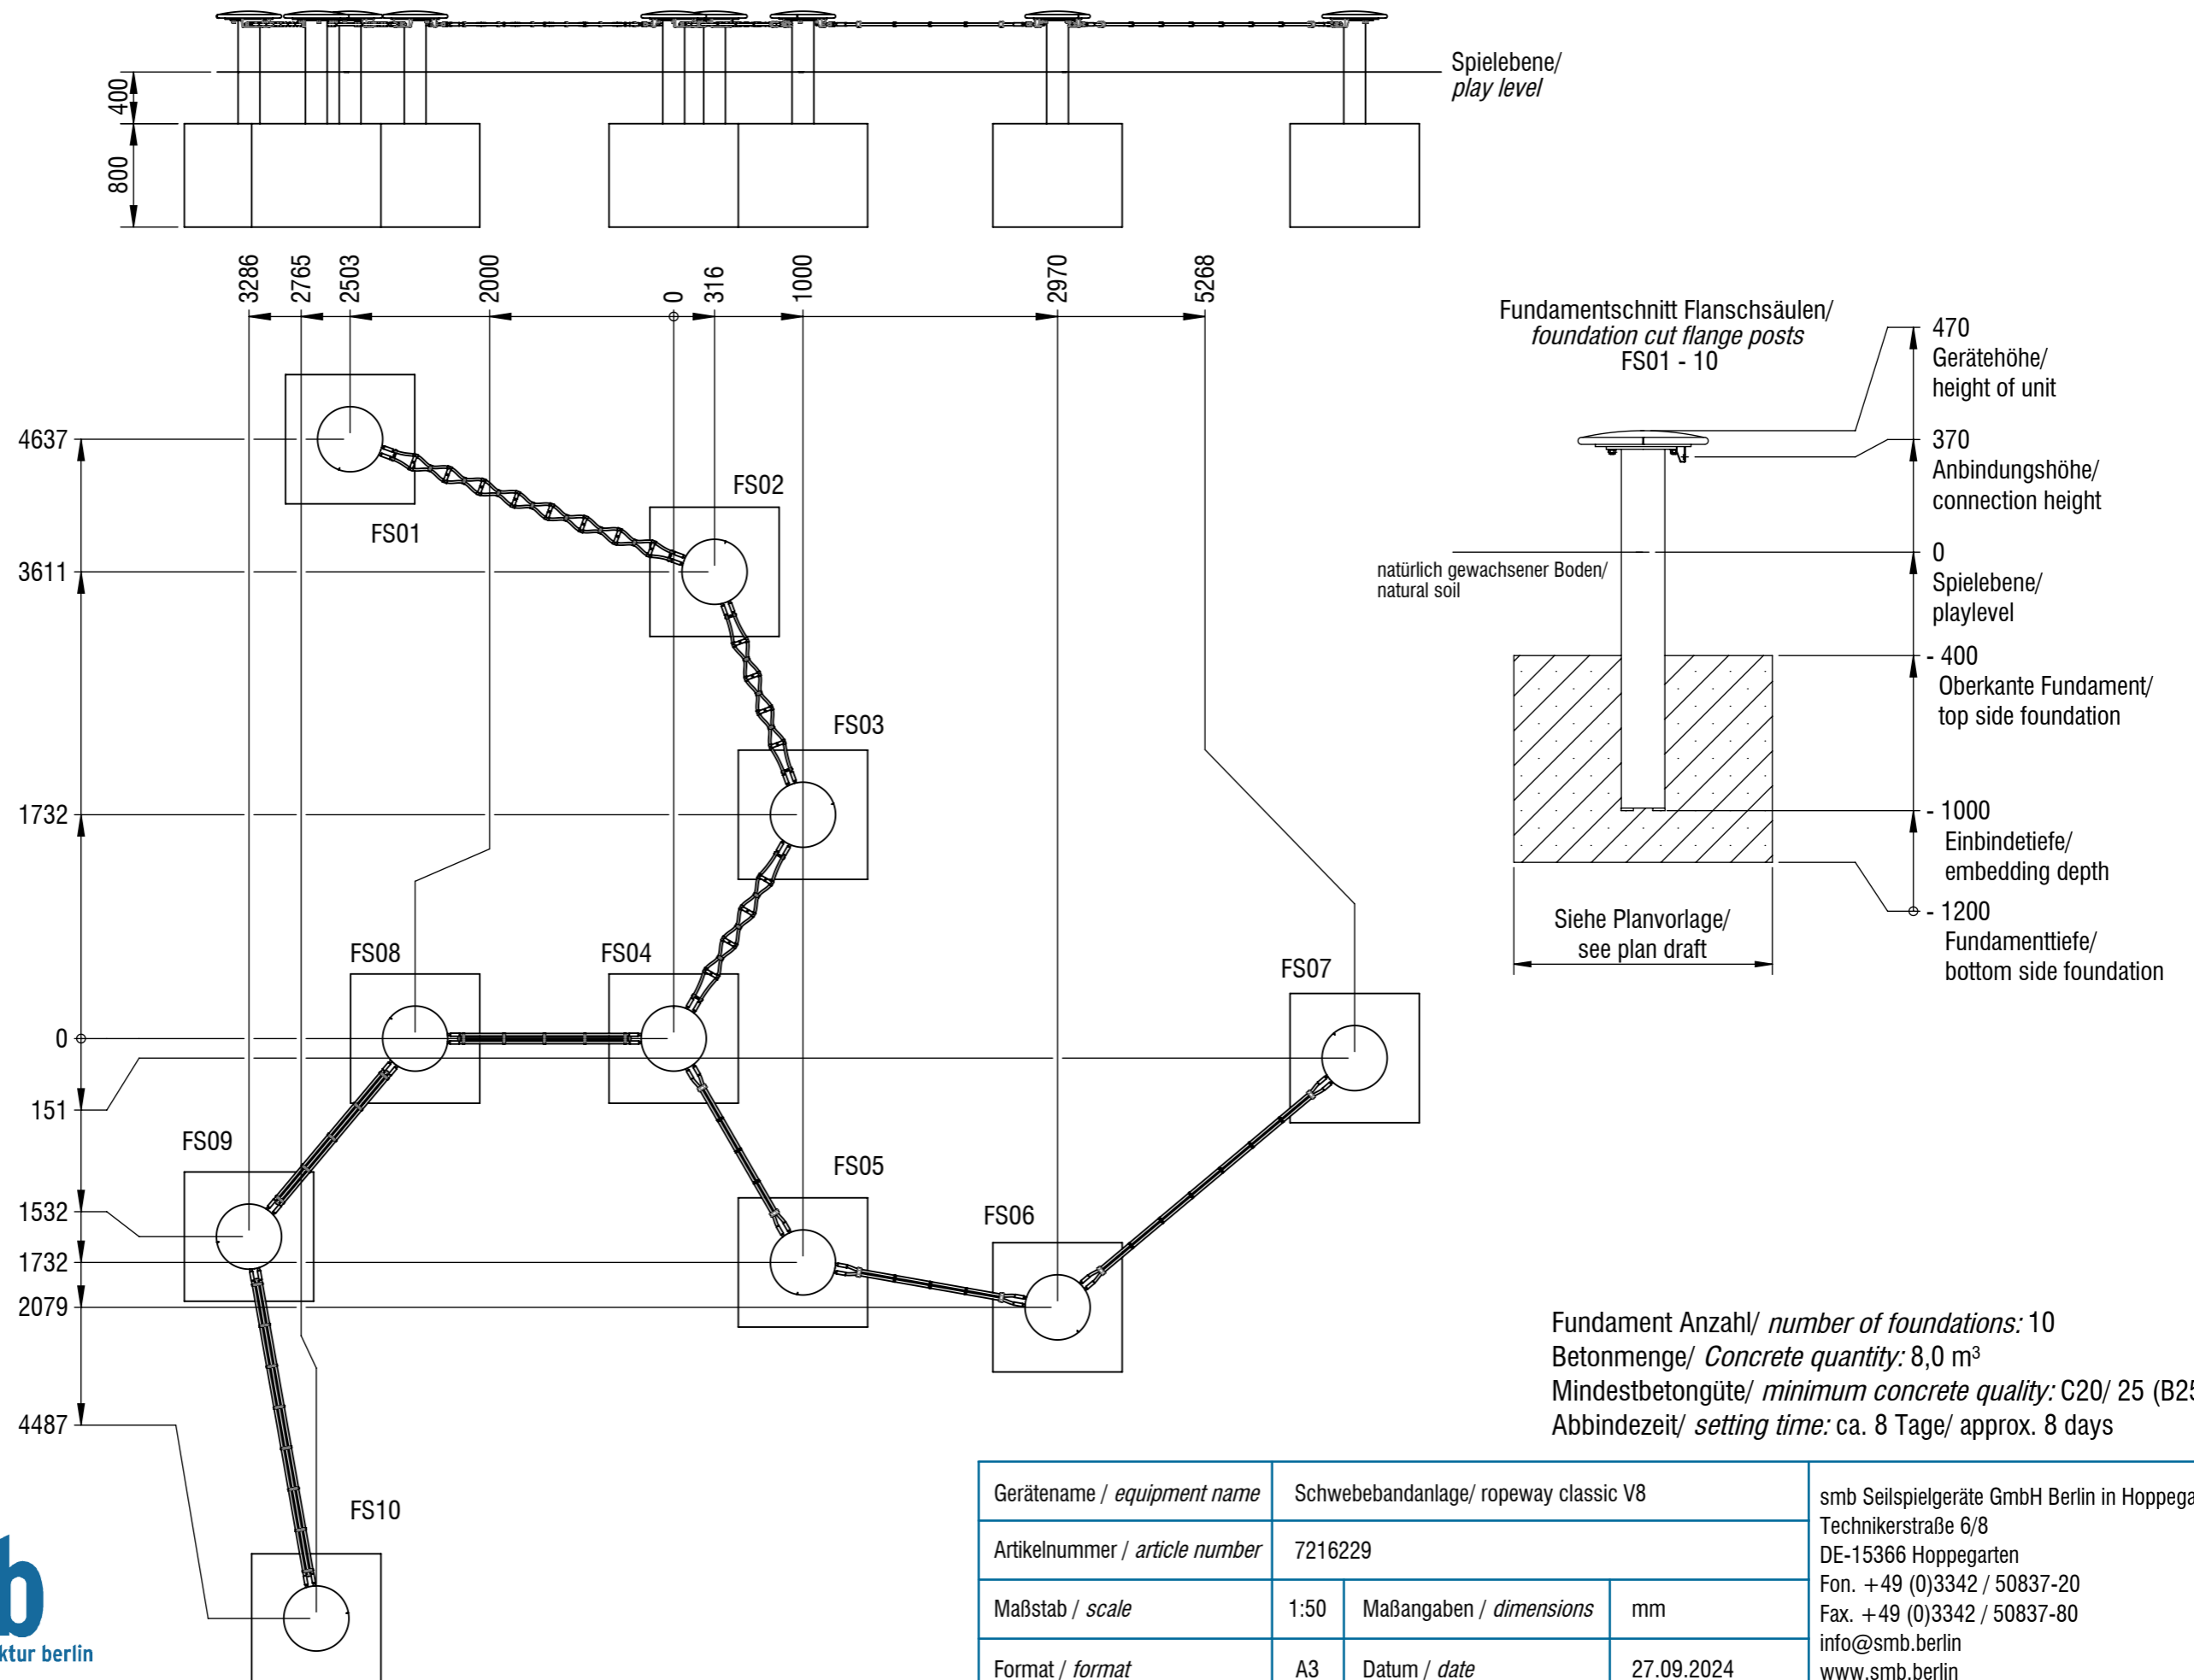 Spielebene/
play level
400
800
3286
2765
2503
2000
0
316
1000
2970
5268
4637
3611
1732
0
151
1532
1732
2079
4487
FS01
FS02
FS03
FS08
FS04
FS07
FS09
FS05
FS06
FS10
Fundamentschnitt Flanschsäulen/
foundation cut flange posts
FS01 - 10
470
Gerätehöhe/
height of unit
370
Anbindungshöhe/
connection height
natürlich gewachsener Boden/
natural soil
0
Spielebene/
playlevel
- 400
Oberkante Fundament/
top side foundation
- 1000
Einbindetiefe/
embedding depth
Siehe Planvorlage/
see plan draft
- 1200
Fundamenttiefe/
bottom side foundation
Fundament Anzahl/ number of foundations: 10
Betonmenge/ Concrete quantity: 8,0 m³
Mindestbetongüte/ minimum concrete quality: C20/ 25 (B25
Abbindezeit/ setting time: ca. 8 Tage/ approx. 8 days
Gerätename / equipment name
Schwebebandanlage/ ropeway classic V8
Artikelnummer / article number
7216229
Maßstab / scale
1:50
Maßangaben / dimensions
mm
Format / format
A3
Datum / date
27.09.2024
smb Seilspielgeräte GmbH Berlin in Hoppega
Technikerstraße 6/8
DE-15366 Hoppegarten
Fon. +49 (0)3342 / 50837-20
Fax. +49 (0)3342 / 50837-80
info@smb.berlin
www.smb.berlin
b
ktur berlin